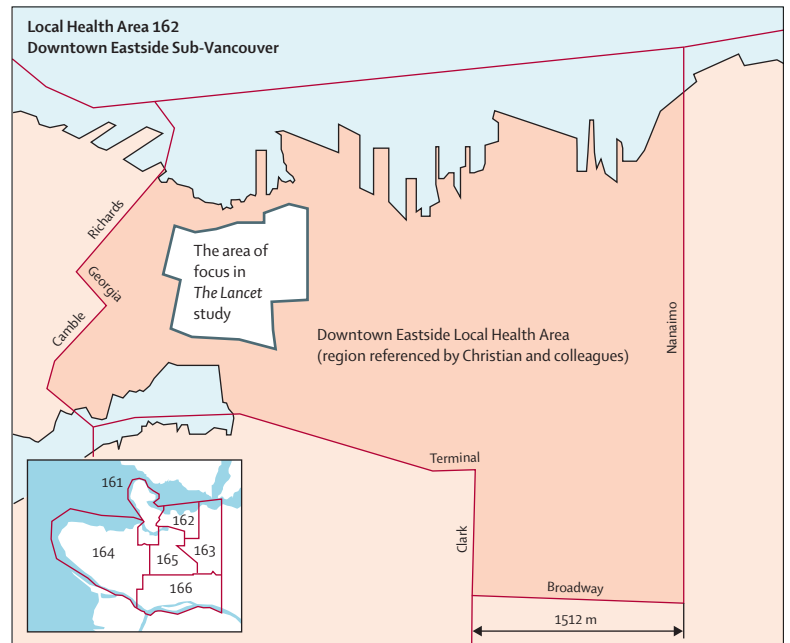 Local Health Area 162
Downtown Eastside Sub-Vancouver
Richards
Georgia
Camble
The area of
focus in
The Lancet
study
Downtown Eastside Local Health Area
(region referenced by Christian and colleagues)
Nanaimo
Terminal
Clark
Broadway
1512 m
161
162
163
164
165
166